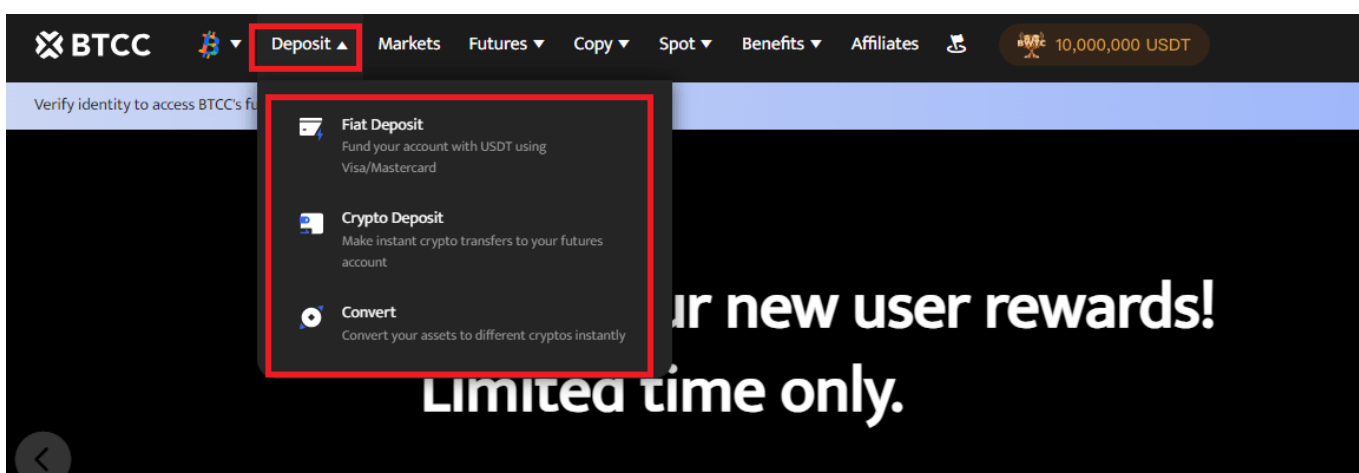 BTCC
Deposit
Markets
Futures
Copy
Spot
Benefits
Affiliates
10,000,000 USDT
Verify identity to access BTCC's fu
Fiat Deposit
Fund your account with USDT using
Visa/Mastercard
Crypto Deposit
Make instant crypto transfers to your futures
account
Convert
Convert your assets to different cryptos instantly
ur new user rewards!
Limited time only.